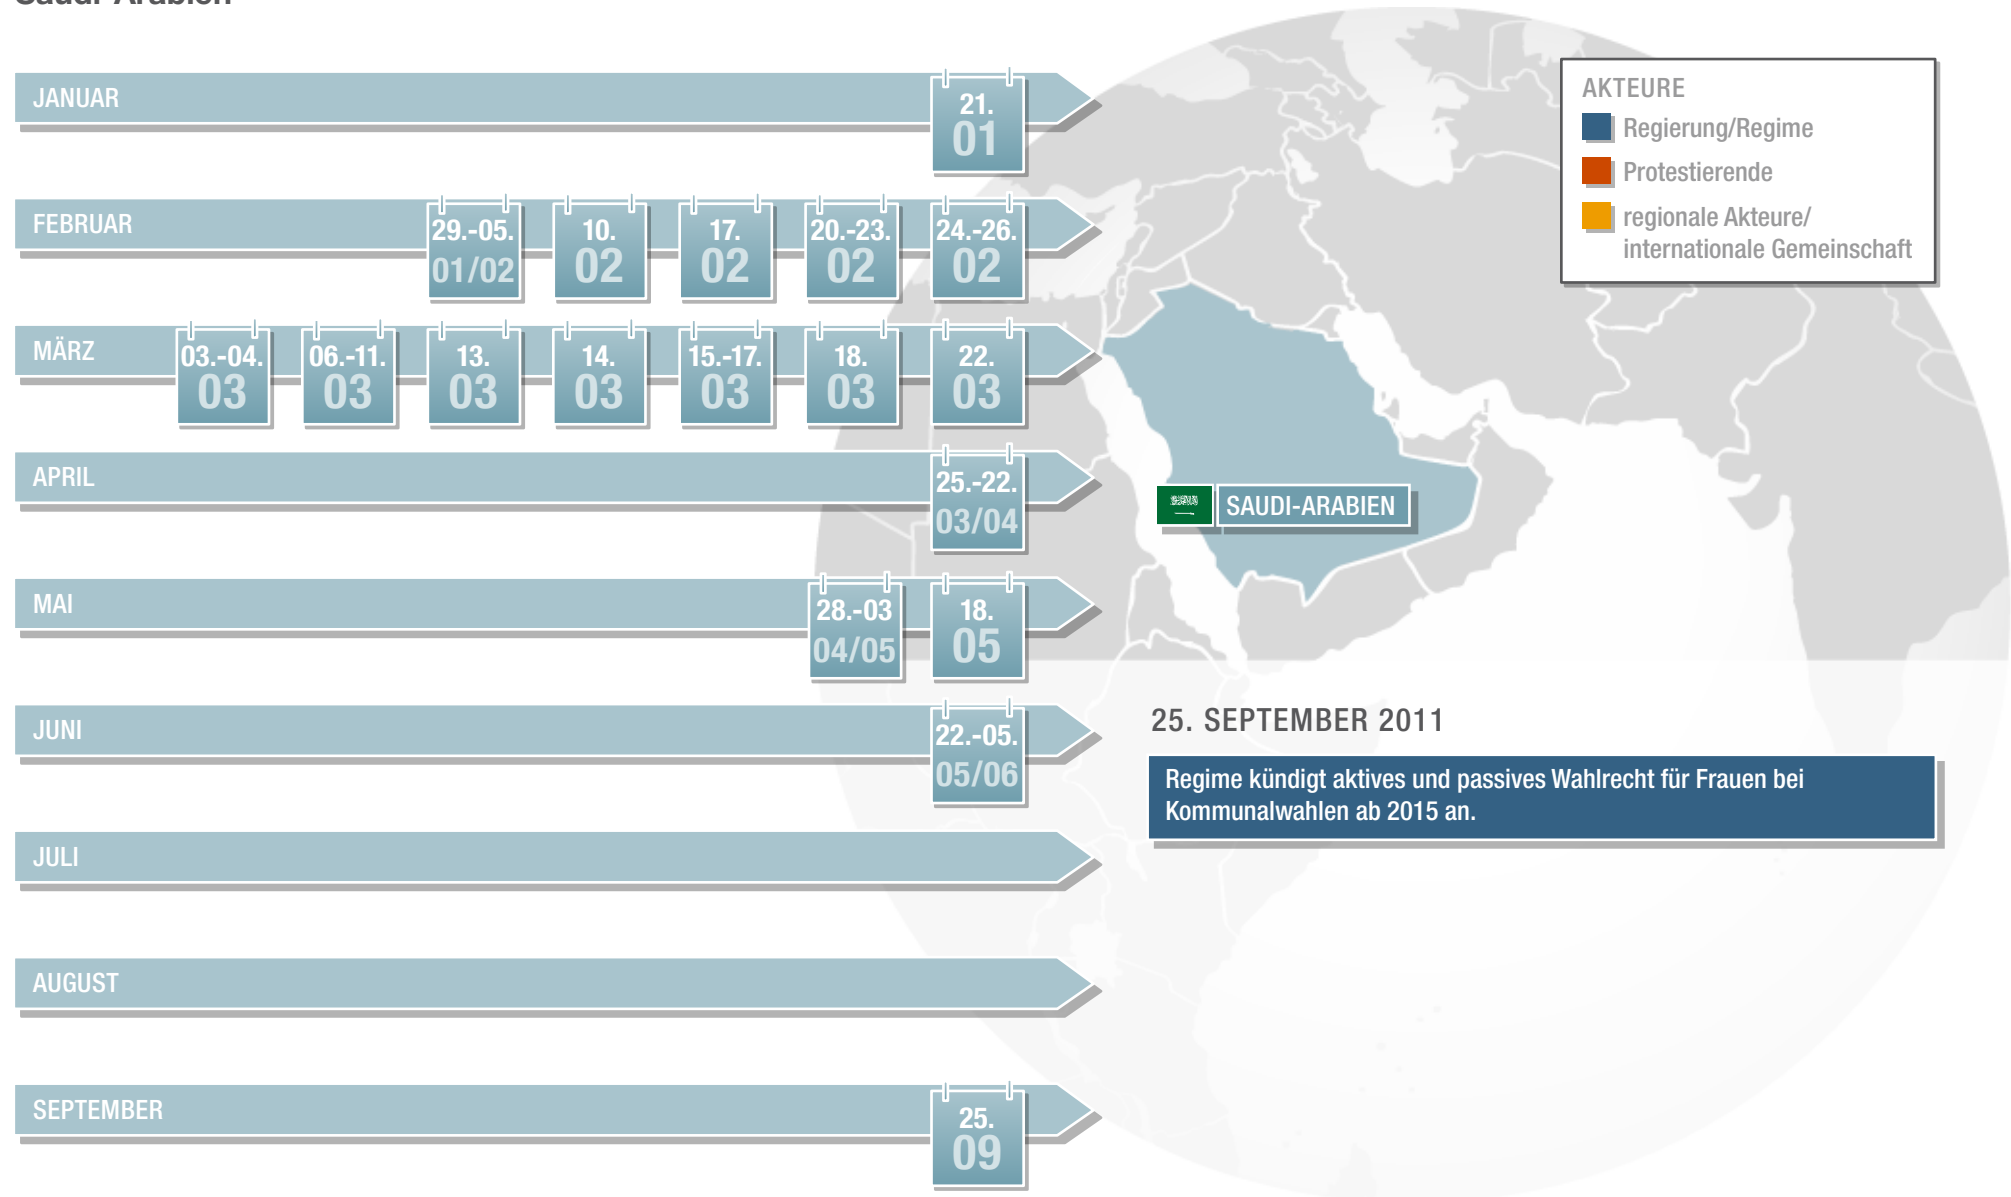 Saudi-Arabien
JANUAR
21.
01
FEBRUAR
29.-05.
01/02
10.
02
17.
02
20.-23.
02
24.-26.
02
MÄRZ
03.-04.
03
06.-11.
03
13.
03
14.
03
15.-17.
03
18.
03
22.
03
APRIL
25.-22.
03/04
MAI
28.-03
04/05
18.
05
JUNI
22.-05.
05/06
JULI
AUGUST
SEPTEMBER
25.
09
AKTEURE
Regierung/Regime
Protestierende
regionale Akteure/
internationale Gemeinschaft
SAUDI-ARABIEN
25. SEPTEMBER 2011
Regime kündigt aktives und passives Wahlrecht für Frauen bei
Kommunalwahlen ab 2015 an.